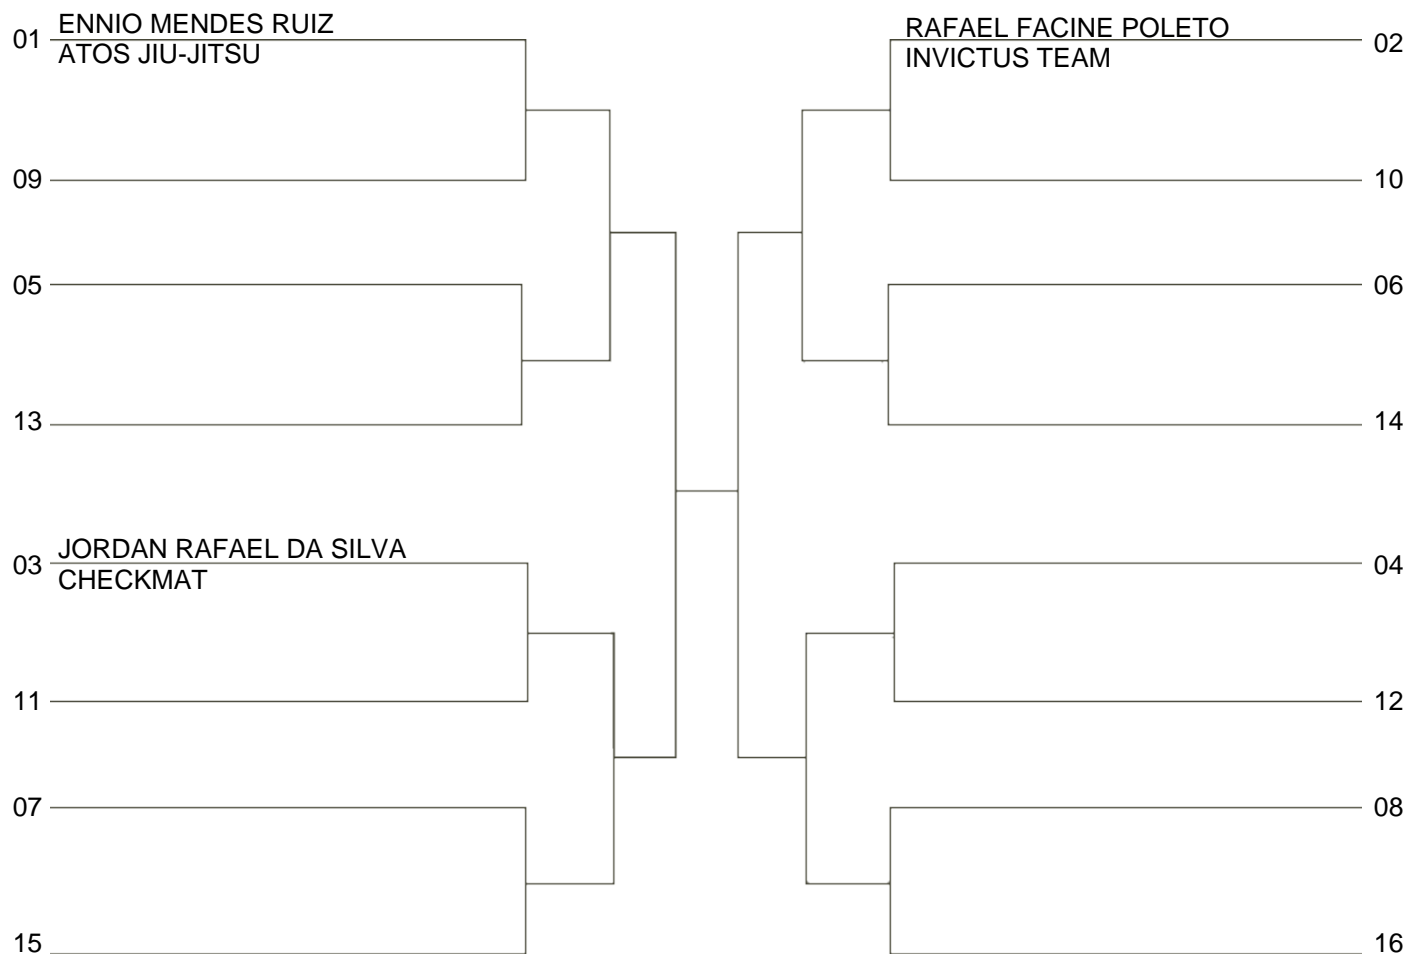 01 ENNIO MENDES RUIZ
ATOS JIU-JITSU
09
05
13
03 JORDAN RAFAEL DA SILVA
CHECKMAT
11
07
15
RAFAEL FACINE POLETO 02
INVICTUS TEAM
10
06
14
04
12
08
16